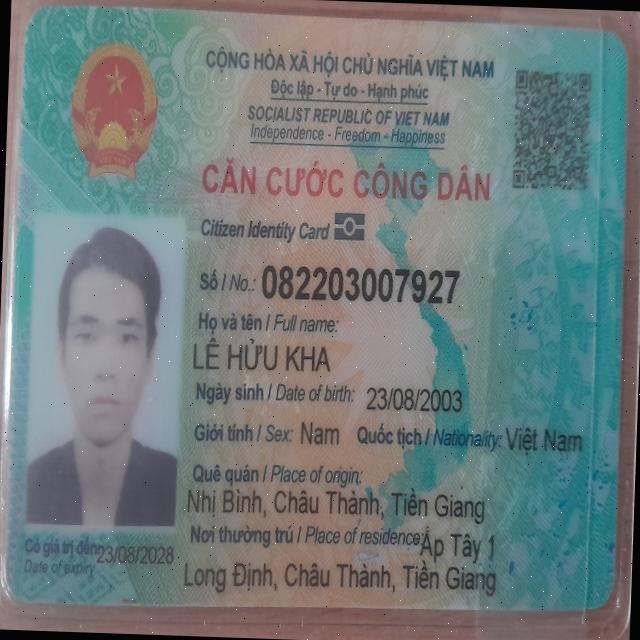 CỘNG HÒA XÃ HỘI CHỦ NGHĨA VIỆT NAM
Độc lập - Tự do - Hạnh phúc
SOCIALIST REPUBLIC OF VIET NAM
Independence - Freedom - Happiness
CĂN CƯỚC CÔNG DÂN
Citizen Identity Card
Số / No.: 082203007927
Họ và tên / Full name:
LÊ HỬU KHA
Ngày sinh / Date of birth: 23/08/2003
Giới tính / Sex: Nam Quốc tịch / Nationality: Việt Nam
Quê quán / Place of origin:
Nhị Bình, Châu Thành, Tiền Giang
Nơi thường trú / Place of residence: Ấp Tây 1
Long Định, Châu Thành, Tiền Giang
Có giá trị đến: 23/08/2028
Date of expiry